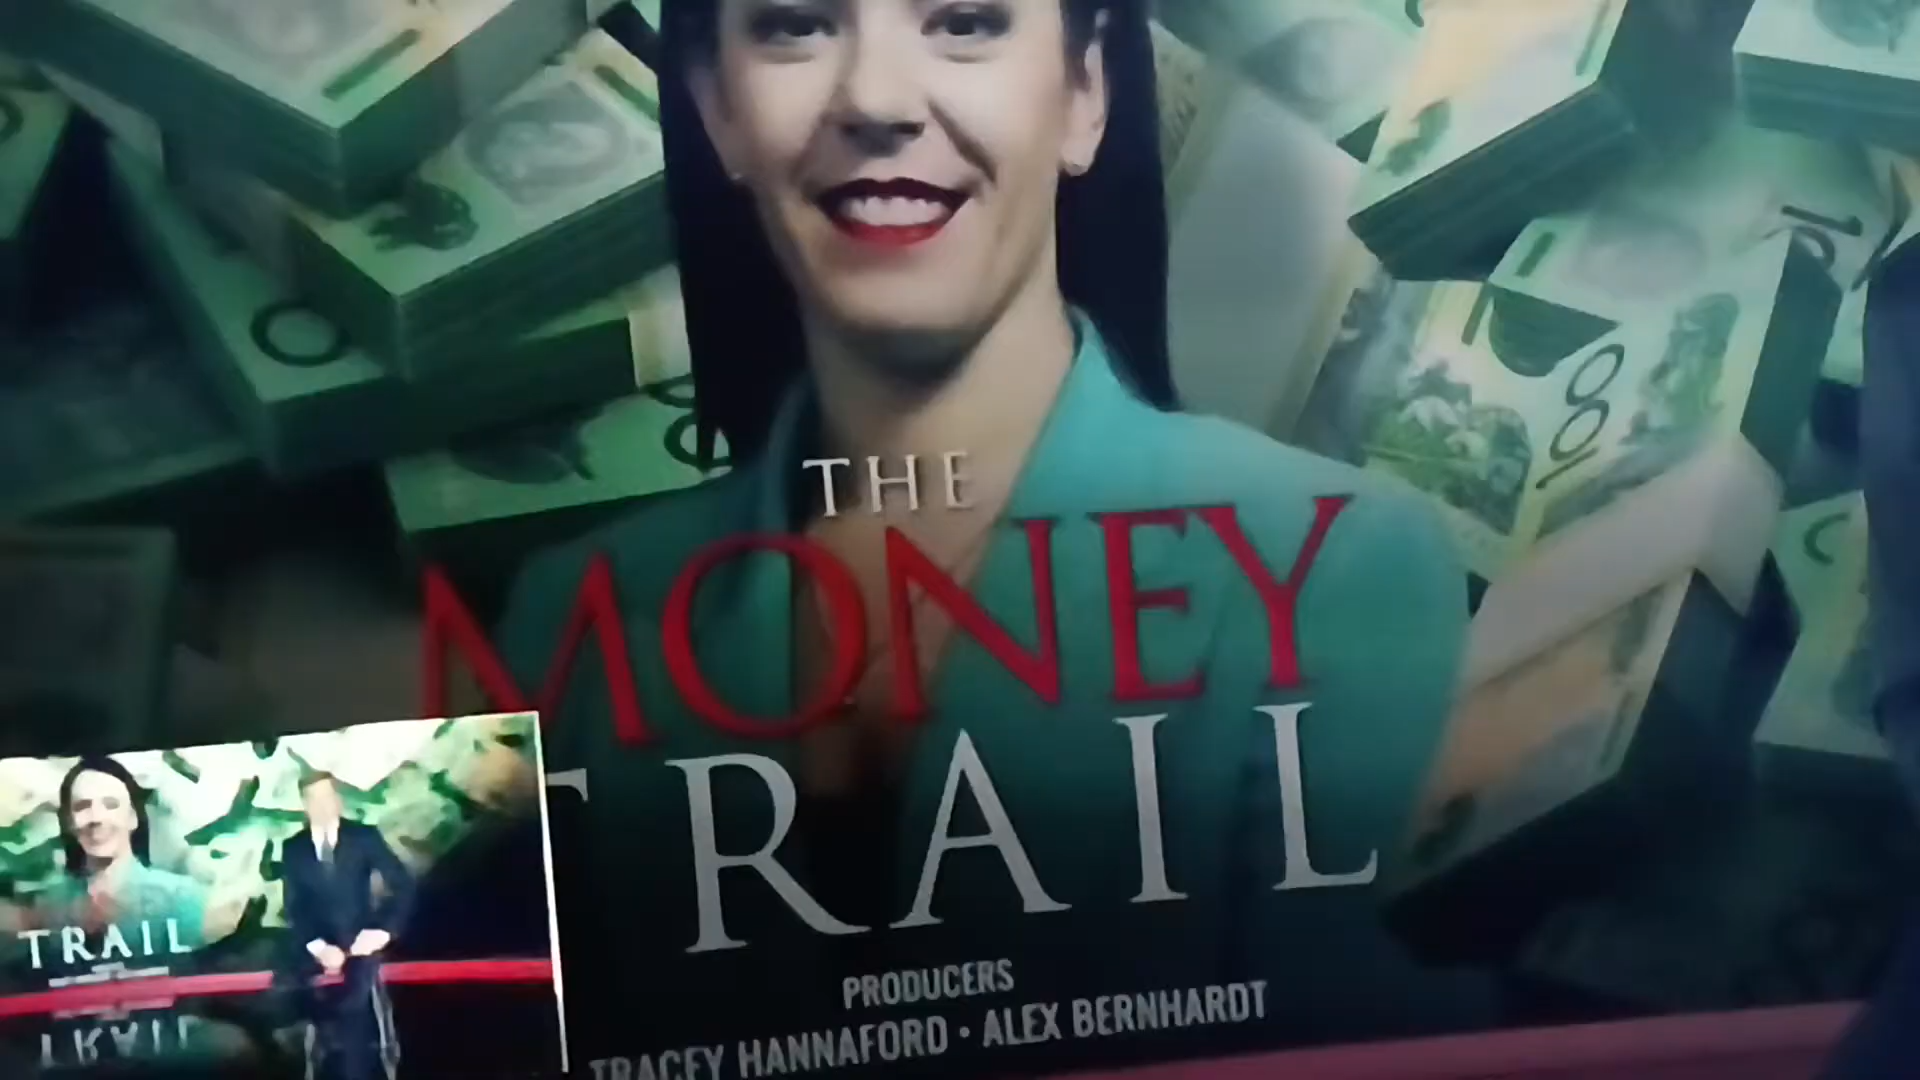 THE
MONEY
TRAIL
PRODUCERS
TRACEY HANNAFORD • ALEX BERNHARDT
TRAIL